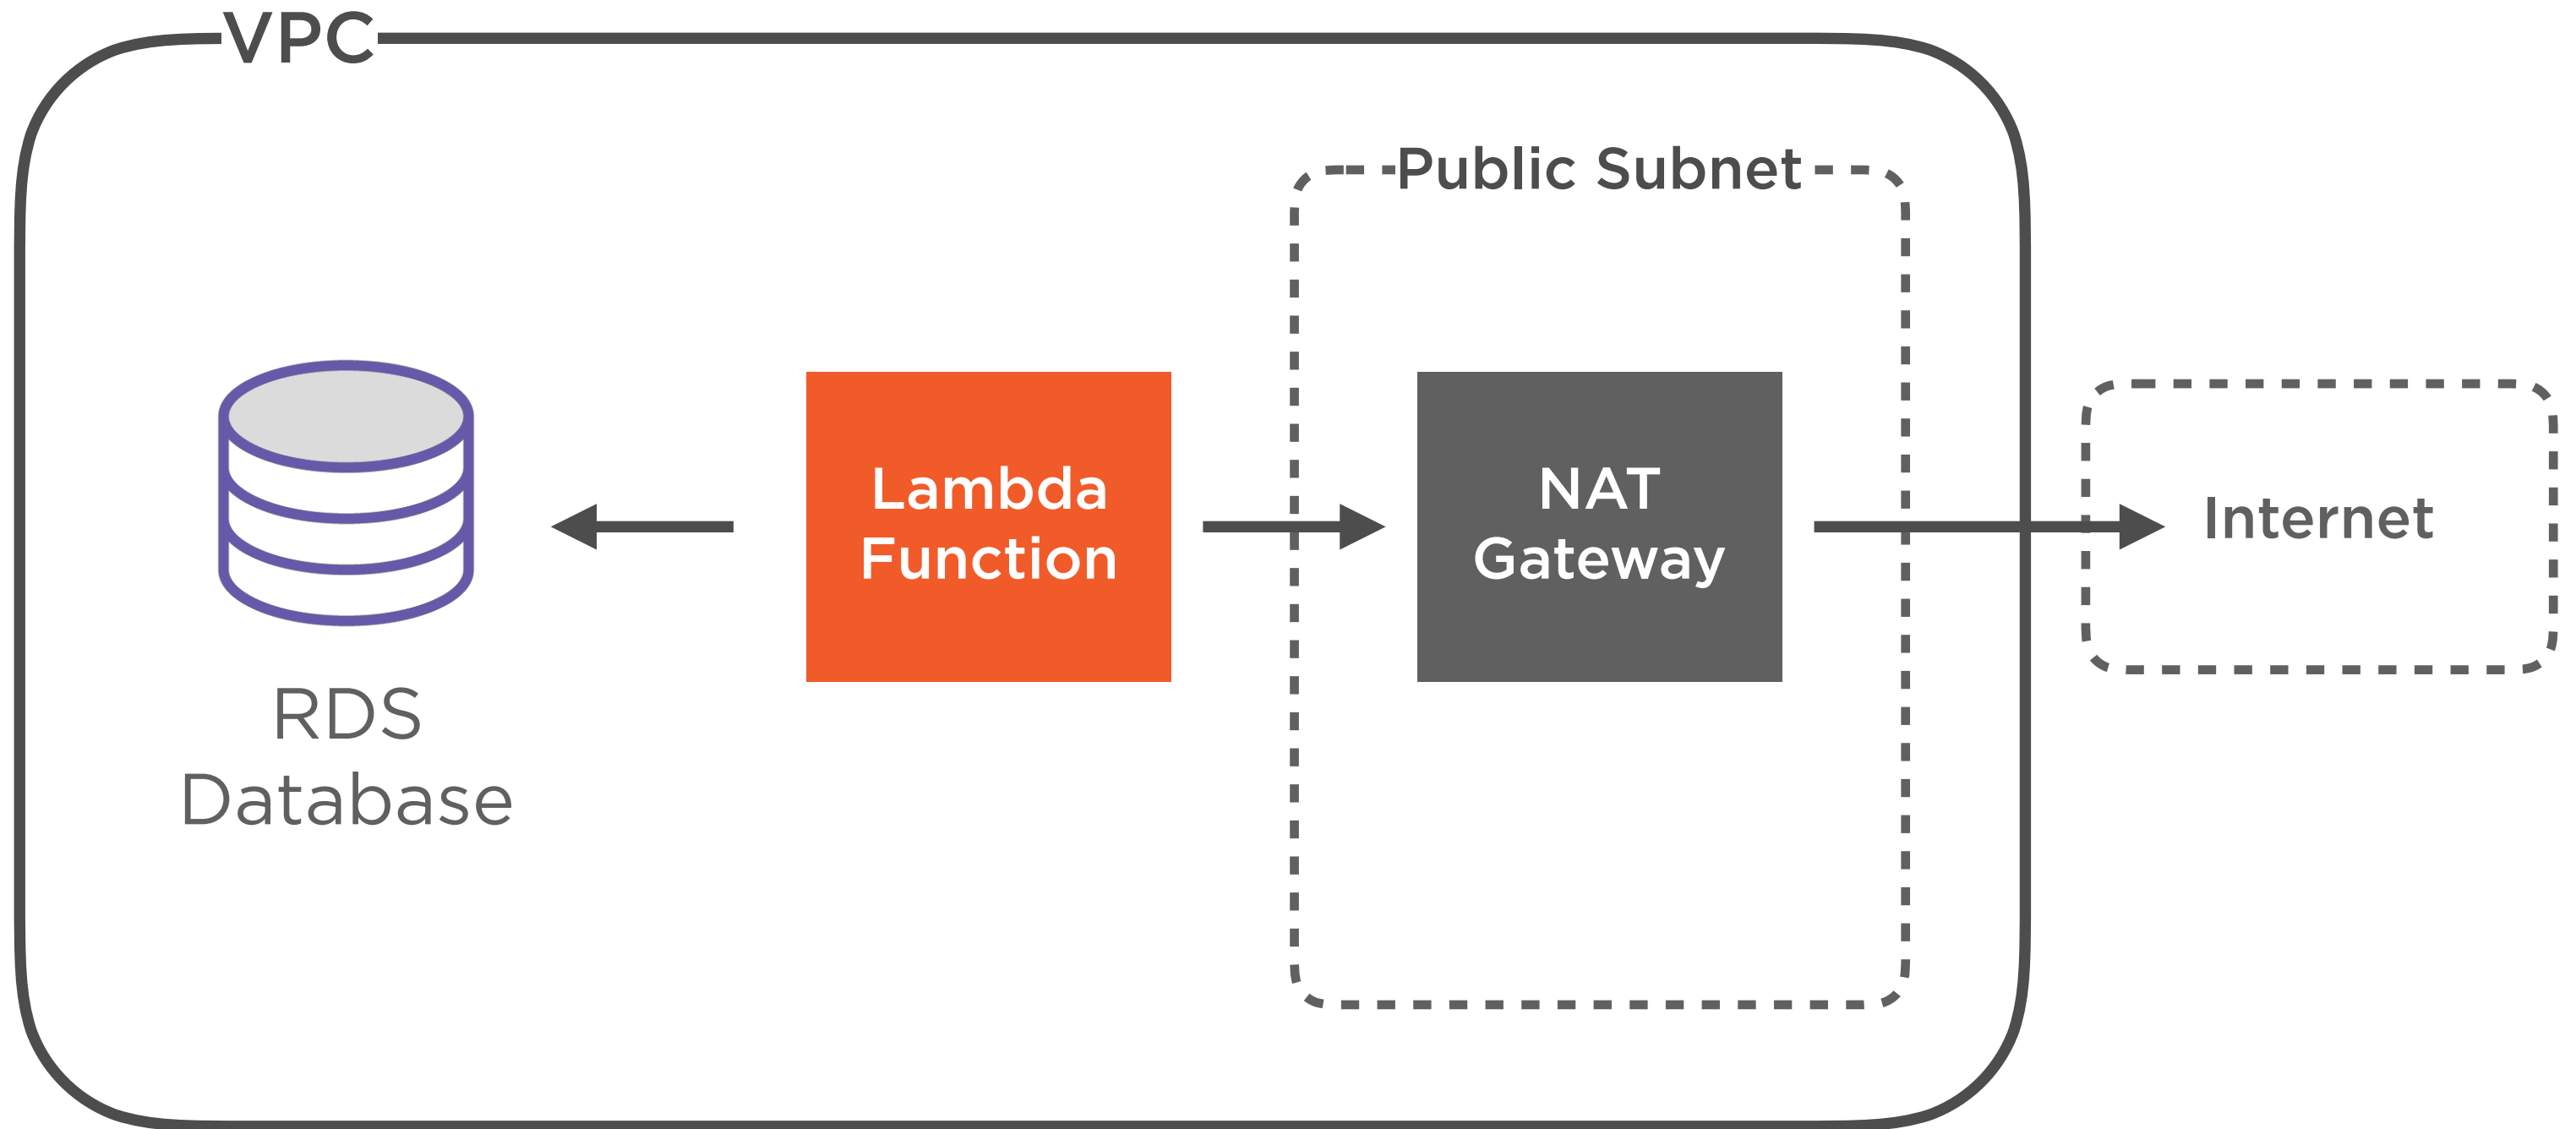 VPC
Public Subnet
Lambda
Function
NAT
Gateway
Internet
RDS
Database